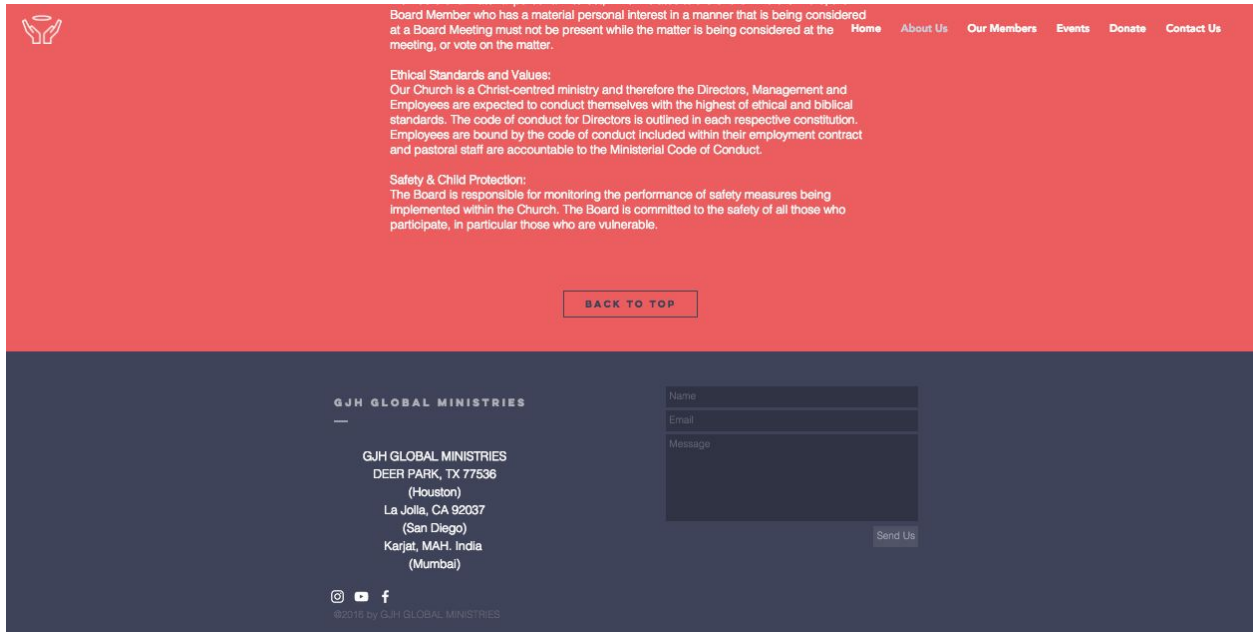 Board Member who has a material personal interest in a manner that is being considered
at a Board Meeting must not be present while the matter is being considered at the
meeting, or vote on the matter.
Home About Us Our Members Events Donate Contact Us
Ethical Standards and Values:
Our Church is a Christ-centred ministry and therefore the Directors, Management and
Employees are expected to conduct themselves with the highest of ethical and biblical
standards. The code of conduct for Directors is outlined in each respective constitution.
Employees are bound by the code of conduct included within their employment contract
and pastoral staff are accountable to the Ministerial Code of Conduct.
Safety & Child Protection:
The Board is responsible for monitoring the performance of safety measures being
implemented within the Church. The Board is committed to the safety of all those who
participate, in particular those who are vulnerable.
BACK TO TOP
GJH GLOBAL MINISTRIES
GJH GLOBAL MINISTRIES
DEER PARK, TX 77536
(Houston)
La Jolla, CA 92037
(San Diego)
Karjat, MAH. India
(Mumbai)
Name
Email
Message
Send Us
©2016 by GJH GLOBAL MINISTRIES